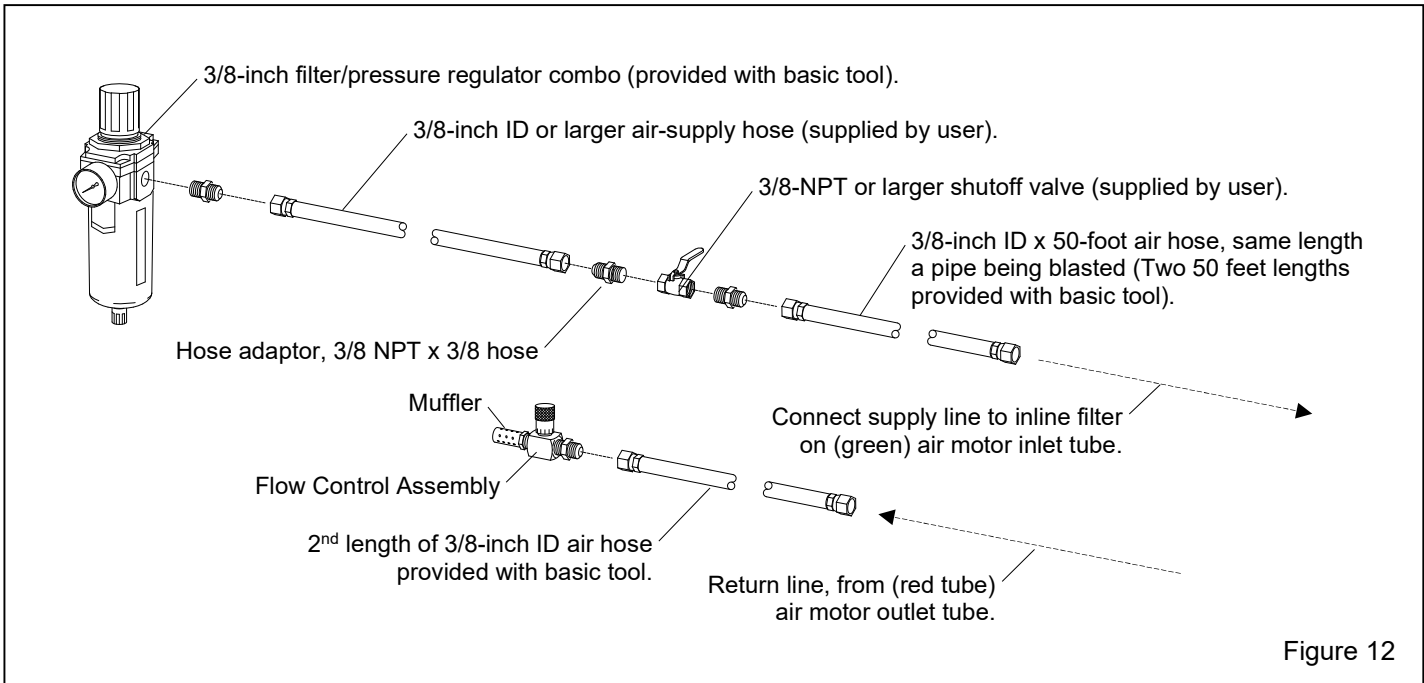 3/8-inch filter/pressure regulator combo (provided with basic tool).
3/8-inch ID or larger air-supply hose (supplied by user).
3/8-NPT or larger shutoff valve (supplied by user).
3/8-inch ID x 50-foot air hose, same length
a pipe being blasted (Two 50 feet lengths
provided with basic tool).
Hose adaptor, 3/8 NPT x 3/8 hose
Muffler
Connect supply line to inline filter
on (green) air motor inlet tube.
Flow Control Assembly
2nd length of 3/8-inch ID air hose
provided with basic tool.
Return line, from (red tube)
air motor outlet tube.
Figure 12